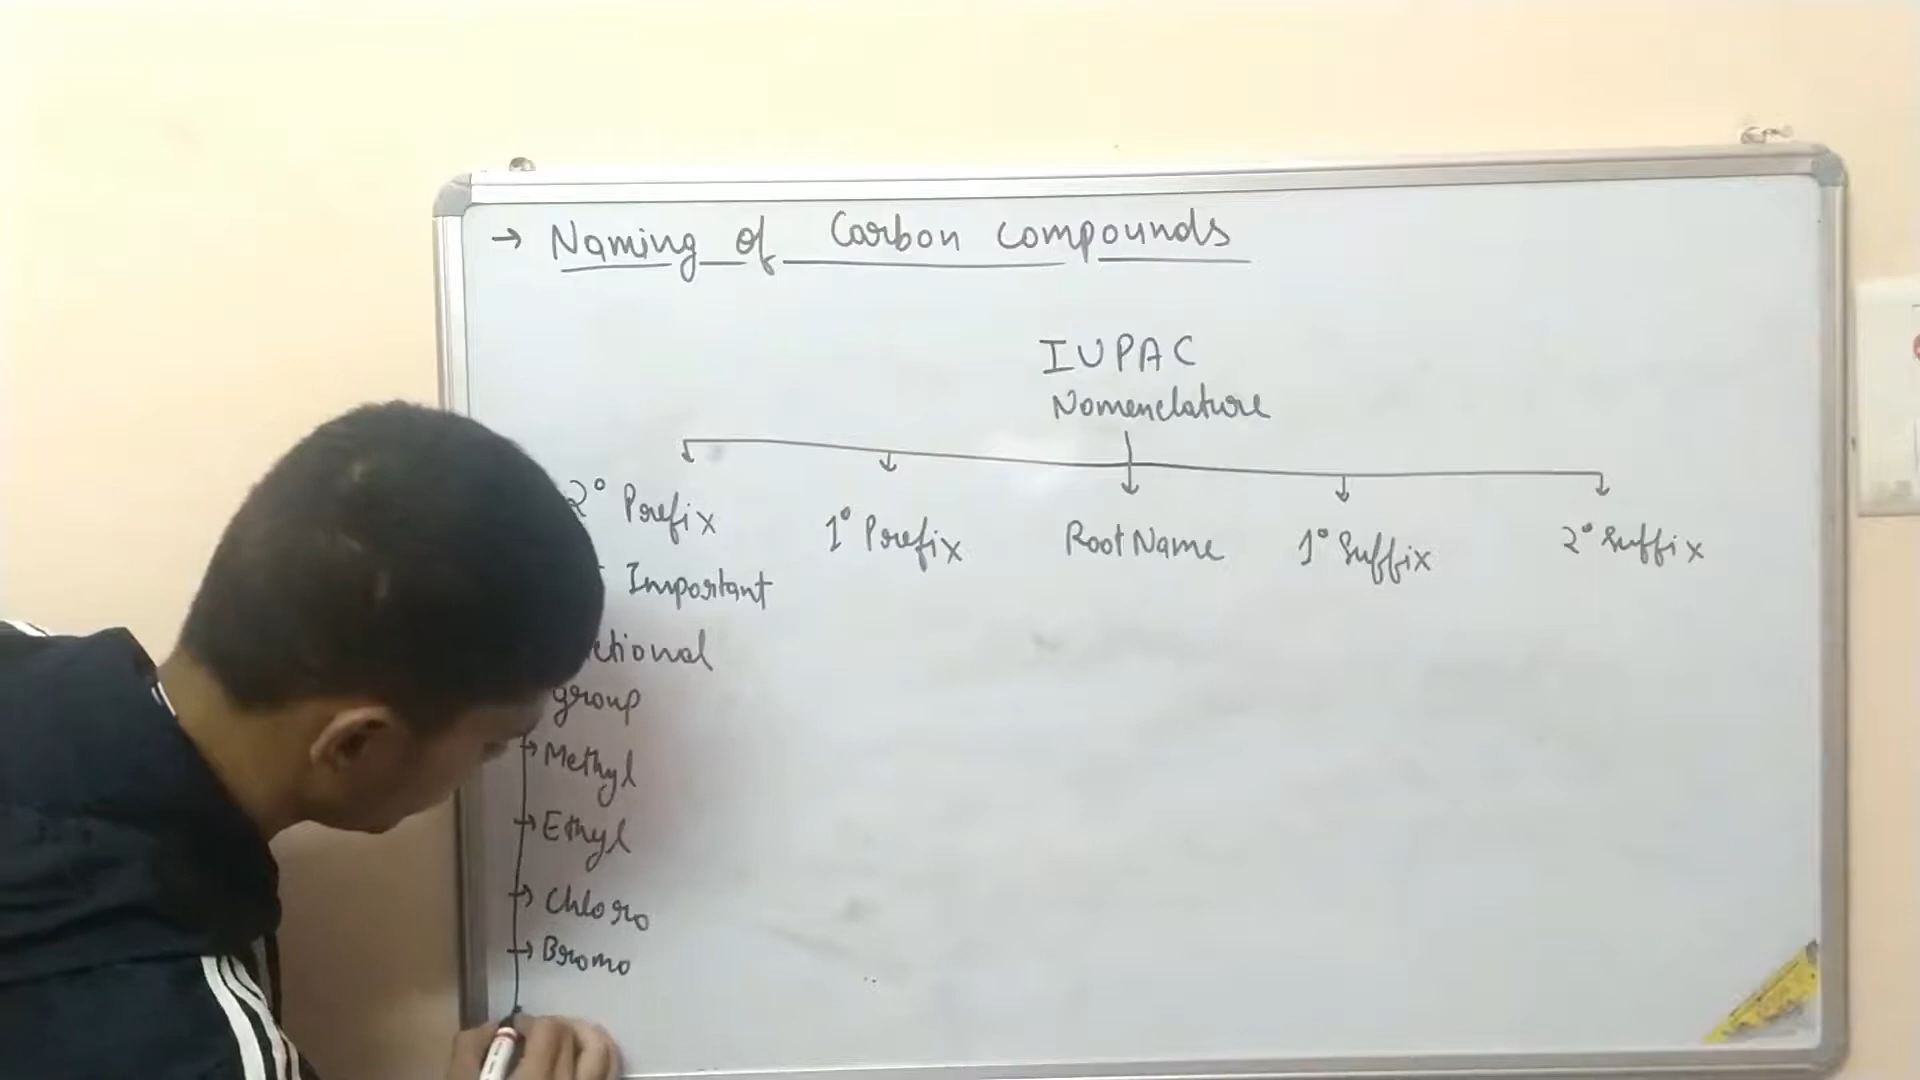 → Naming of Carbon compounds
IUPAC
Nomenclature
2° Prefix 1° Prefix Root Name 1° Suffix 2° Suffix
Important
group
→ Methyl
→ Ethyl
→ Chloro
→ Bromo